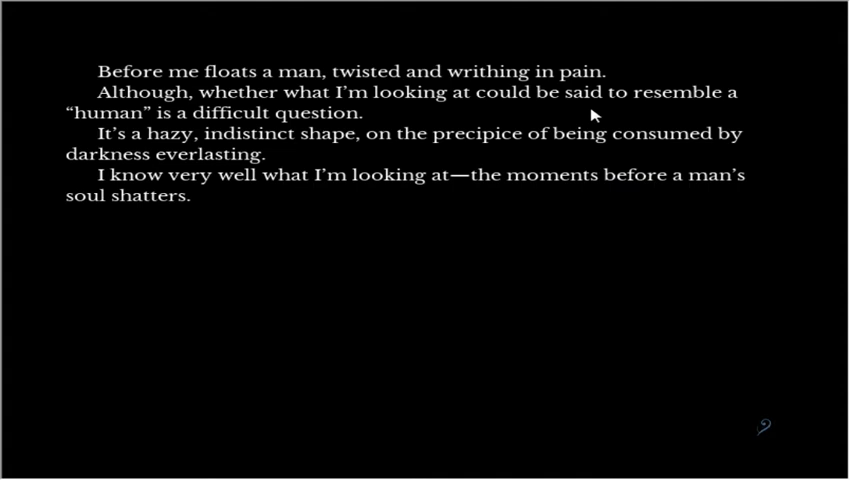 Before me floats a man, twisted and writhing in pain.
Although, whether what I’m looking at could be said to resemble a
“human” is a difficult question.
It’s a hazy, indistinct shape, on the precipice of being consumed by
darkness everlasting.
I know very well what I’m looking at—the moments before a man’s
soul shatters.